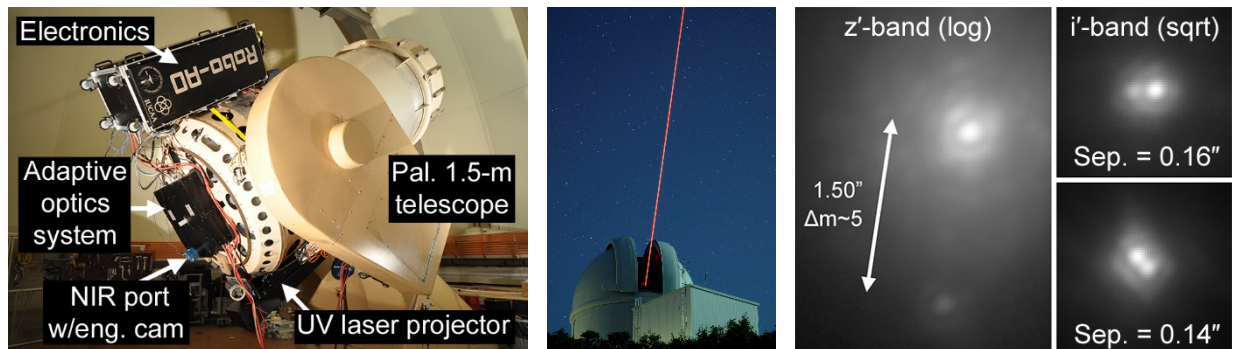 Electronics
Robo-AO
Adaptive
optics
system
NIR port
w/eng. cam
Pal. 1.5-m
telescope
UV laser projector
z′-band (log)
1.50”
Δm~5
i′-band (sqrt)
Sep. = 0.16″
Sep. = 0.14″